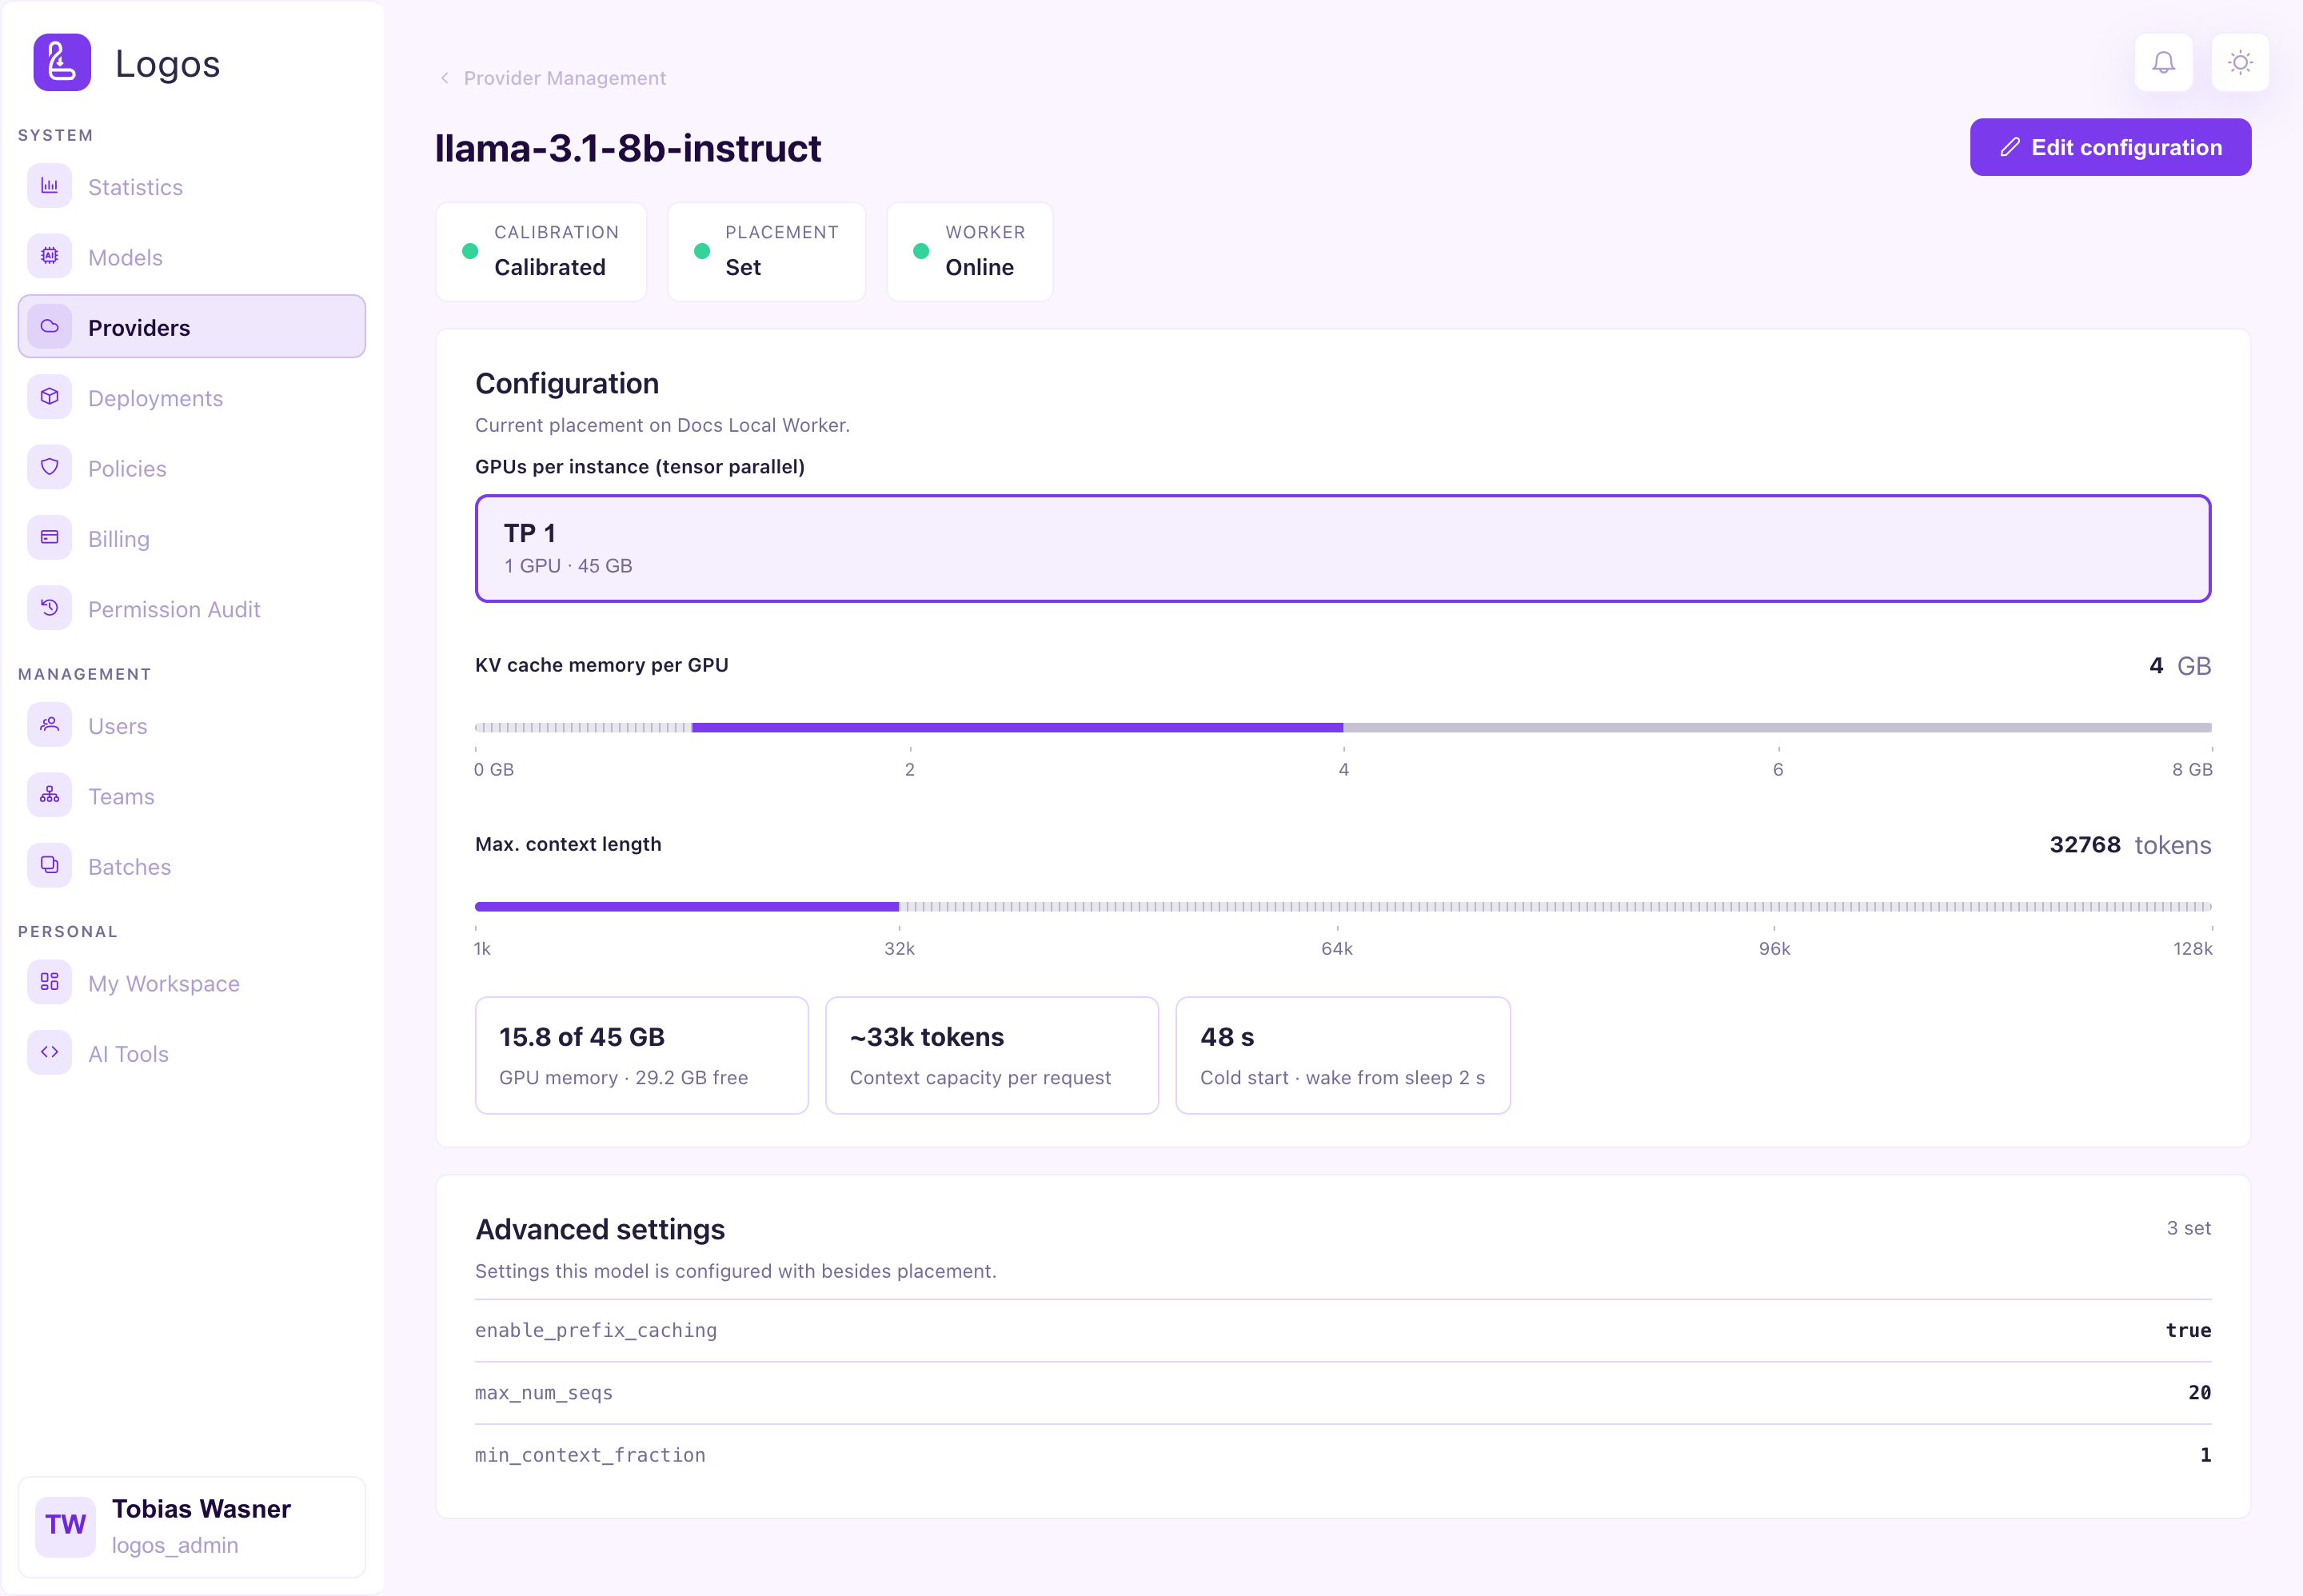 Logos
SYSTEM
Statistics
Models
Providers
Deployments
Policies
Billing
Permission Audit
MANAGEMENT
Users
Teams
Batches
PERSONAL
My Workspace
AI Tools
TW
Tobias Wasner
logos_admin
Provider Management
llama-3.1-8b-instruct
Edit configuration
CALIBRATION
Calibrated
PLACEMENT
Set
WORKER
Online
Configuration
Current placement on Docs Local Worker.
GPUs per instance (tensor parallel)
TP 1
1 GPU · 45 GB
KV cache memory per GPU 4 GB
0 GB 2 4 6 8 GB
Max. context length 32768 tokens
1k 32k 64k 96k 128k
15.8 of 45 GB
GPU memory · 29.2 GB free
~33k tokens
Context capacity per request
48 s
Cold start · wake from sleep 2 s
Advanced settings 3 set
Settings this model is configured with besides placement.
enable_prefix_caching true
max_num_seqs 20
min_context_fraction 1